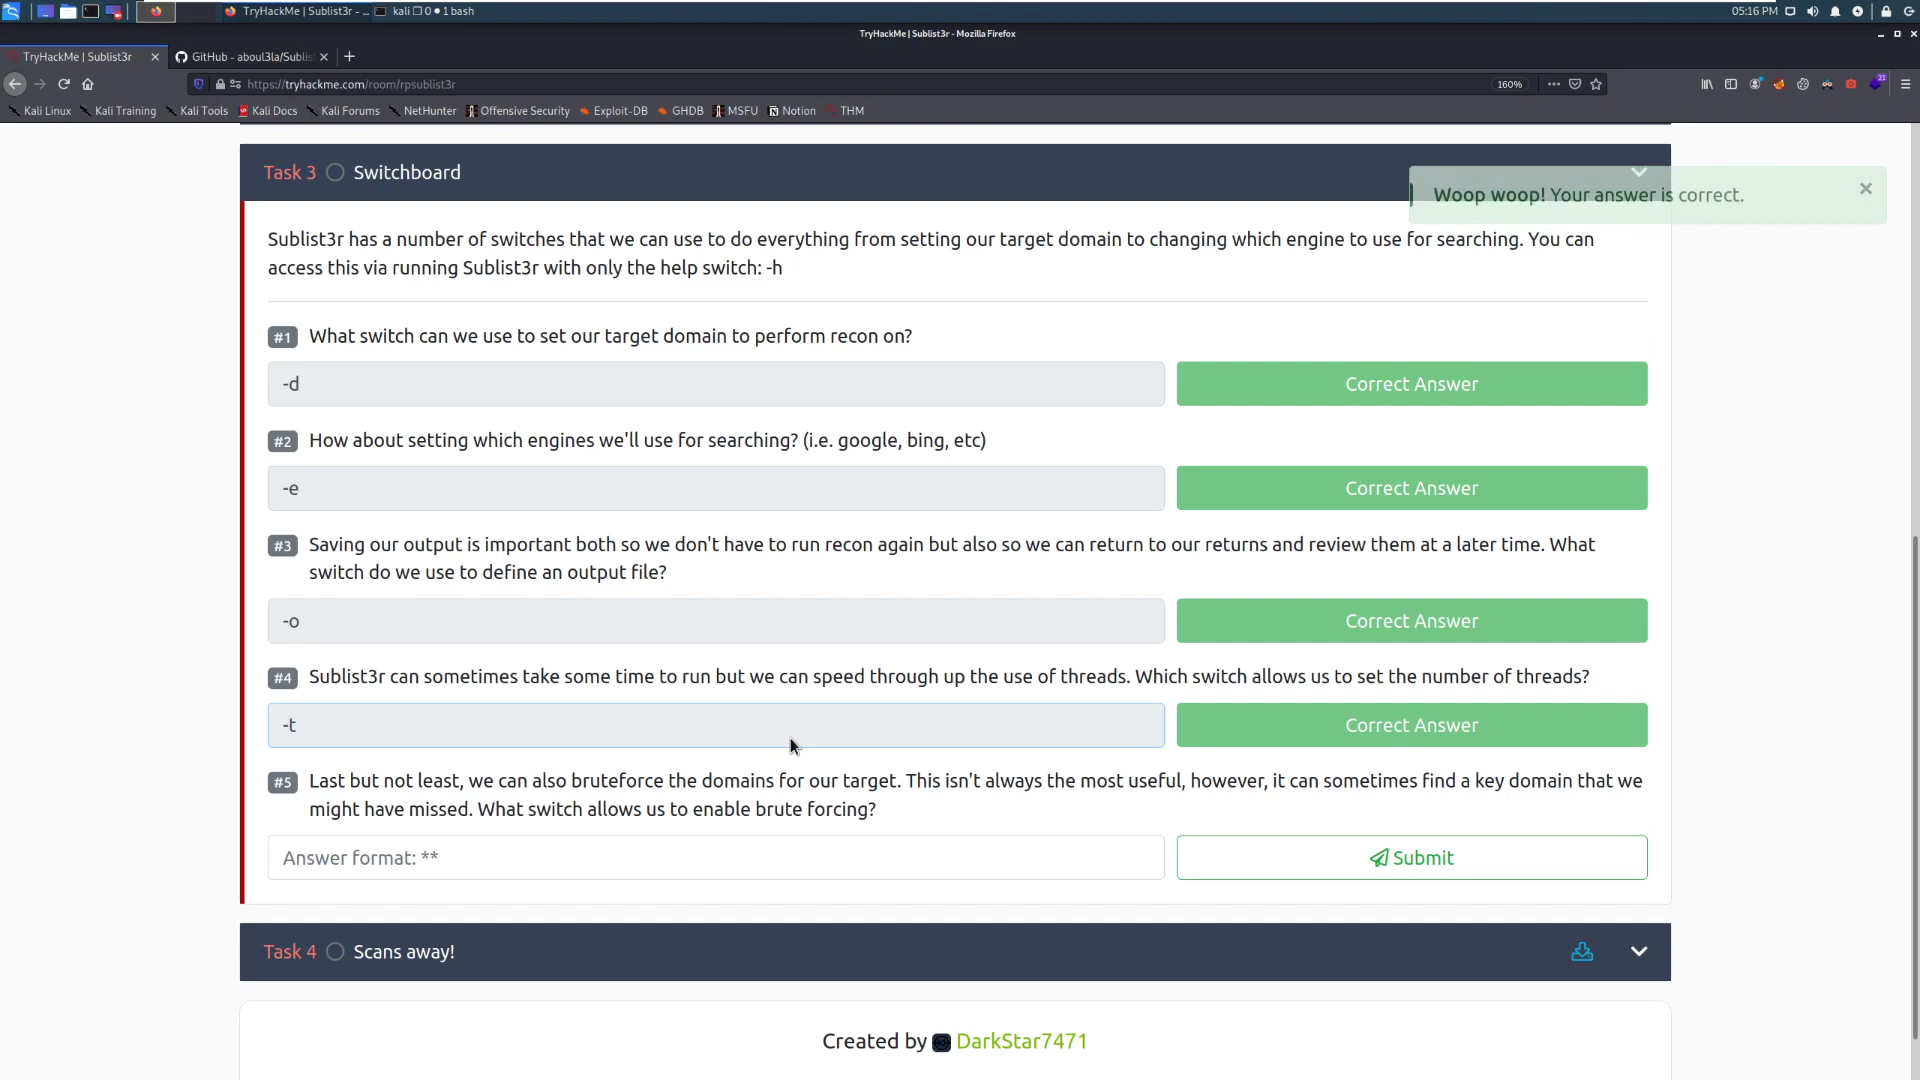 TryHackMe | Sublist3r - ...
kali 0 • 1 bash
05:16 PM
TryHackMe | Sublist3r - Mozilla Firefox
TryHackMe | Sublist3r
GitHub - aboul3la/Sublis
https://tryhackme.com/room/rpsublist3r
160%
21
Kali Linux
Kali Training
Kali Tools
Kali Docs
Kali Forums
NetHunter
Offensive Security
Exploit-DB
GHDB
MSFU
Notion
THM
Task 3 Switchboard
Woop woop! Your answer is correct.
Sublist3r has a number of switches that we can use to do everything from setting our target domain to changing which engine to use for searching. You can
access this via running Sublist3r with only the help switch: -h
#1 What switch can we use to set our target domain to perform recon on?
-d
Correct Answer
#2 How about setting which engines we'll use for searching? (i.e. google, bing, etc)
-e
Correct Answer
#3 Saving our output is important both so we don't have to run recon again but also so we can return to our returns and review them at a later time. What
switch do we use to define an output file?
-o
Correct Answer
#4 Sublist3r can sometimes take some time to run but we can speed through up the use of threads. Which switch allows us to set the number of threads?
-t
Correct Answer
#5 Last but not least, we can also bruteforce the domains for our target. This isn't always the most useful, however, it can sometimes find a key domain that we
might have missed. What switch allows us to enable brute forcing?
Answer format: **
Submit
Task 4 Scans away!
Created by DarkStar7471